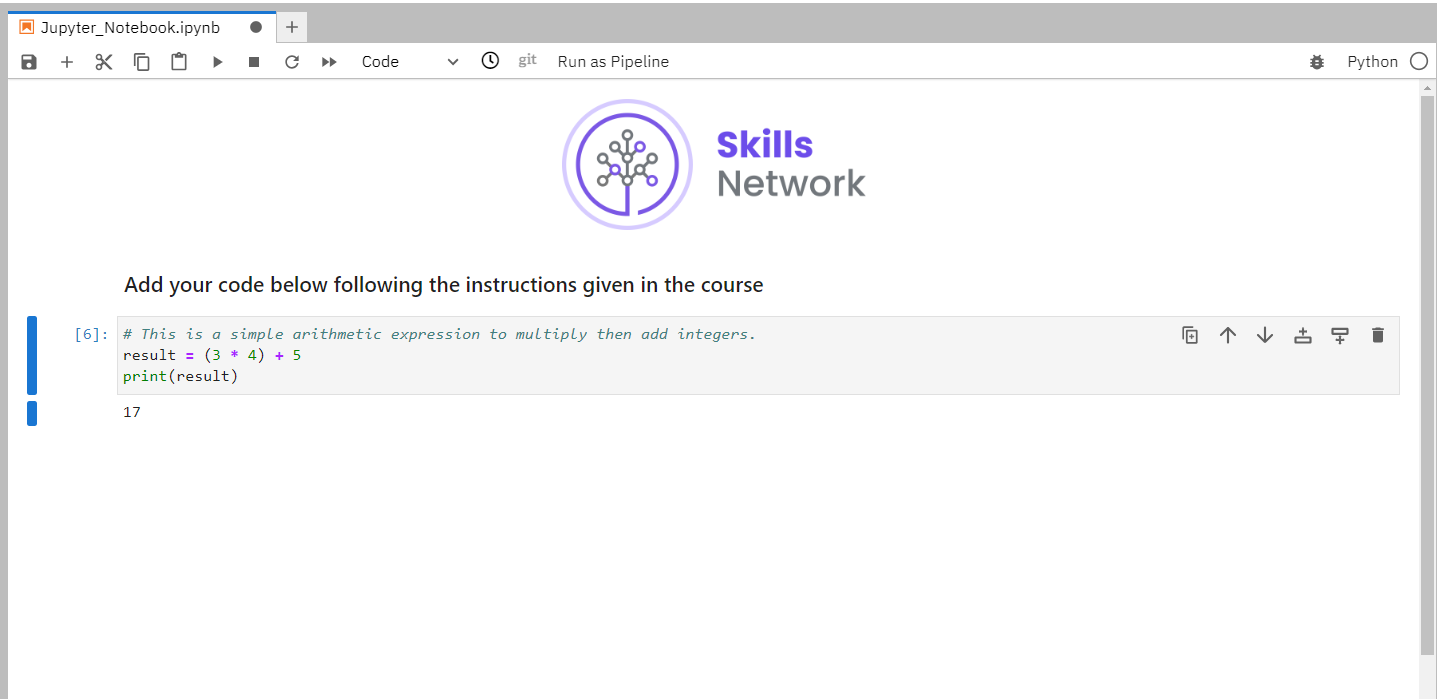 Jupyter_Notebook.ipynb
Code
git
Run as Pipeline
Python
Skills
Network
Add your code below following the instructions given in the course
[6]: # This is a simple arithmetic expression to multiply then add integers.
result = (3 * 4) + 5
print(result)
17